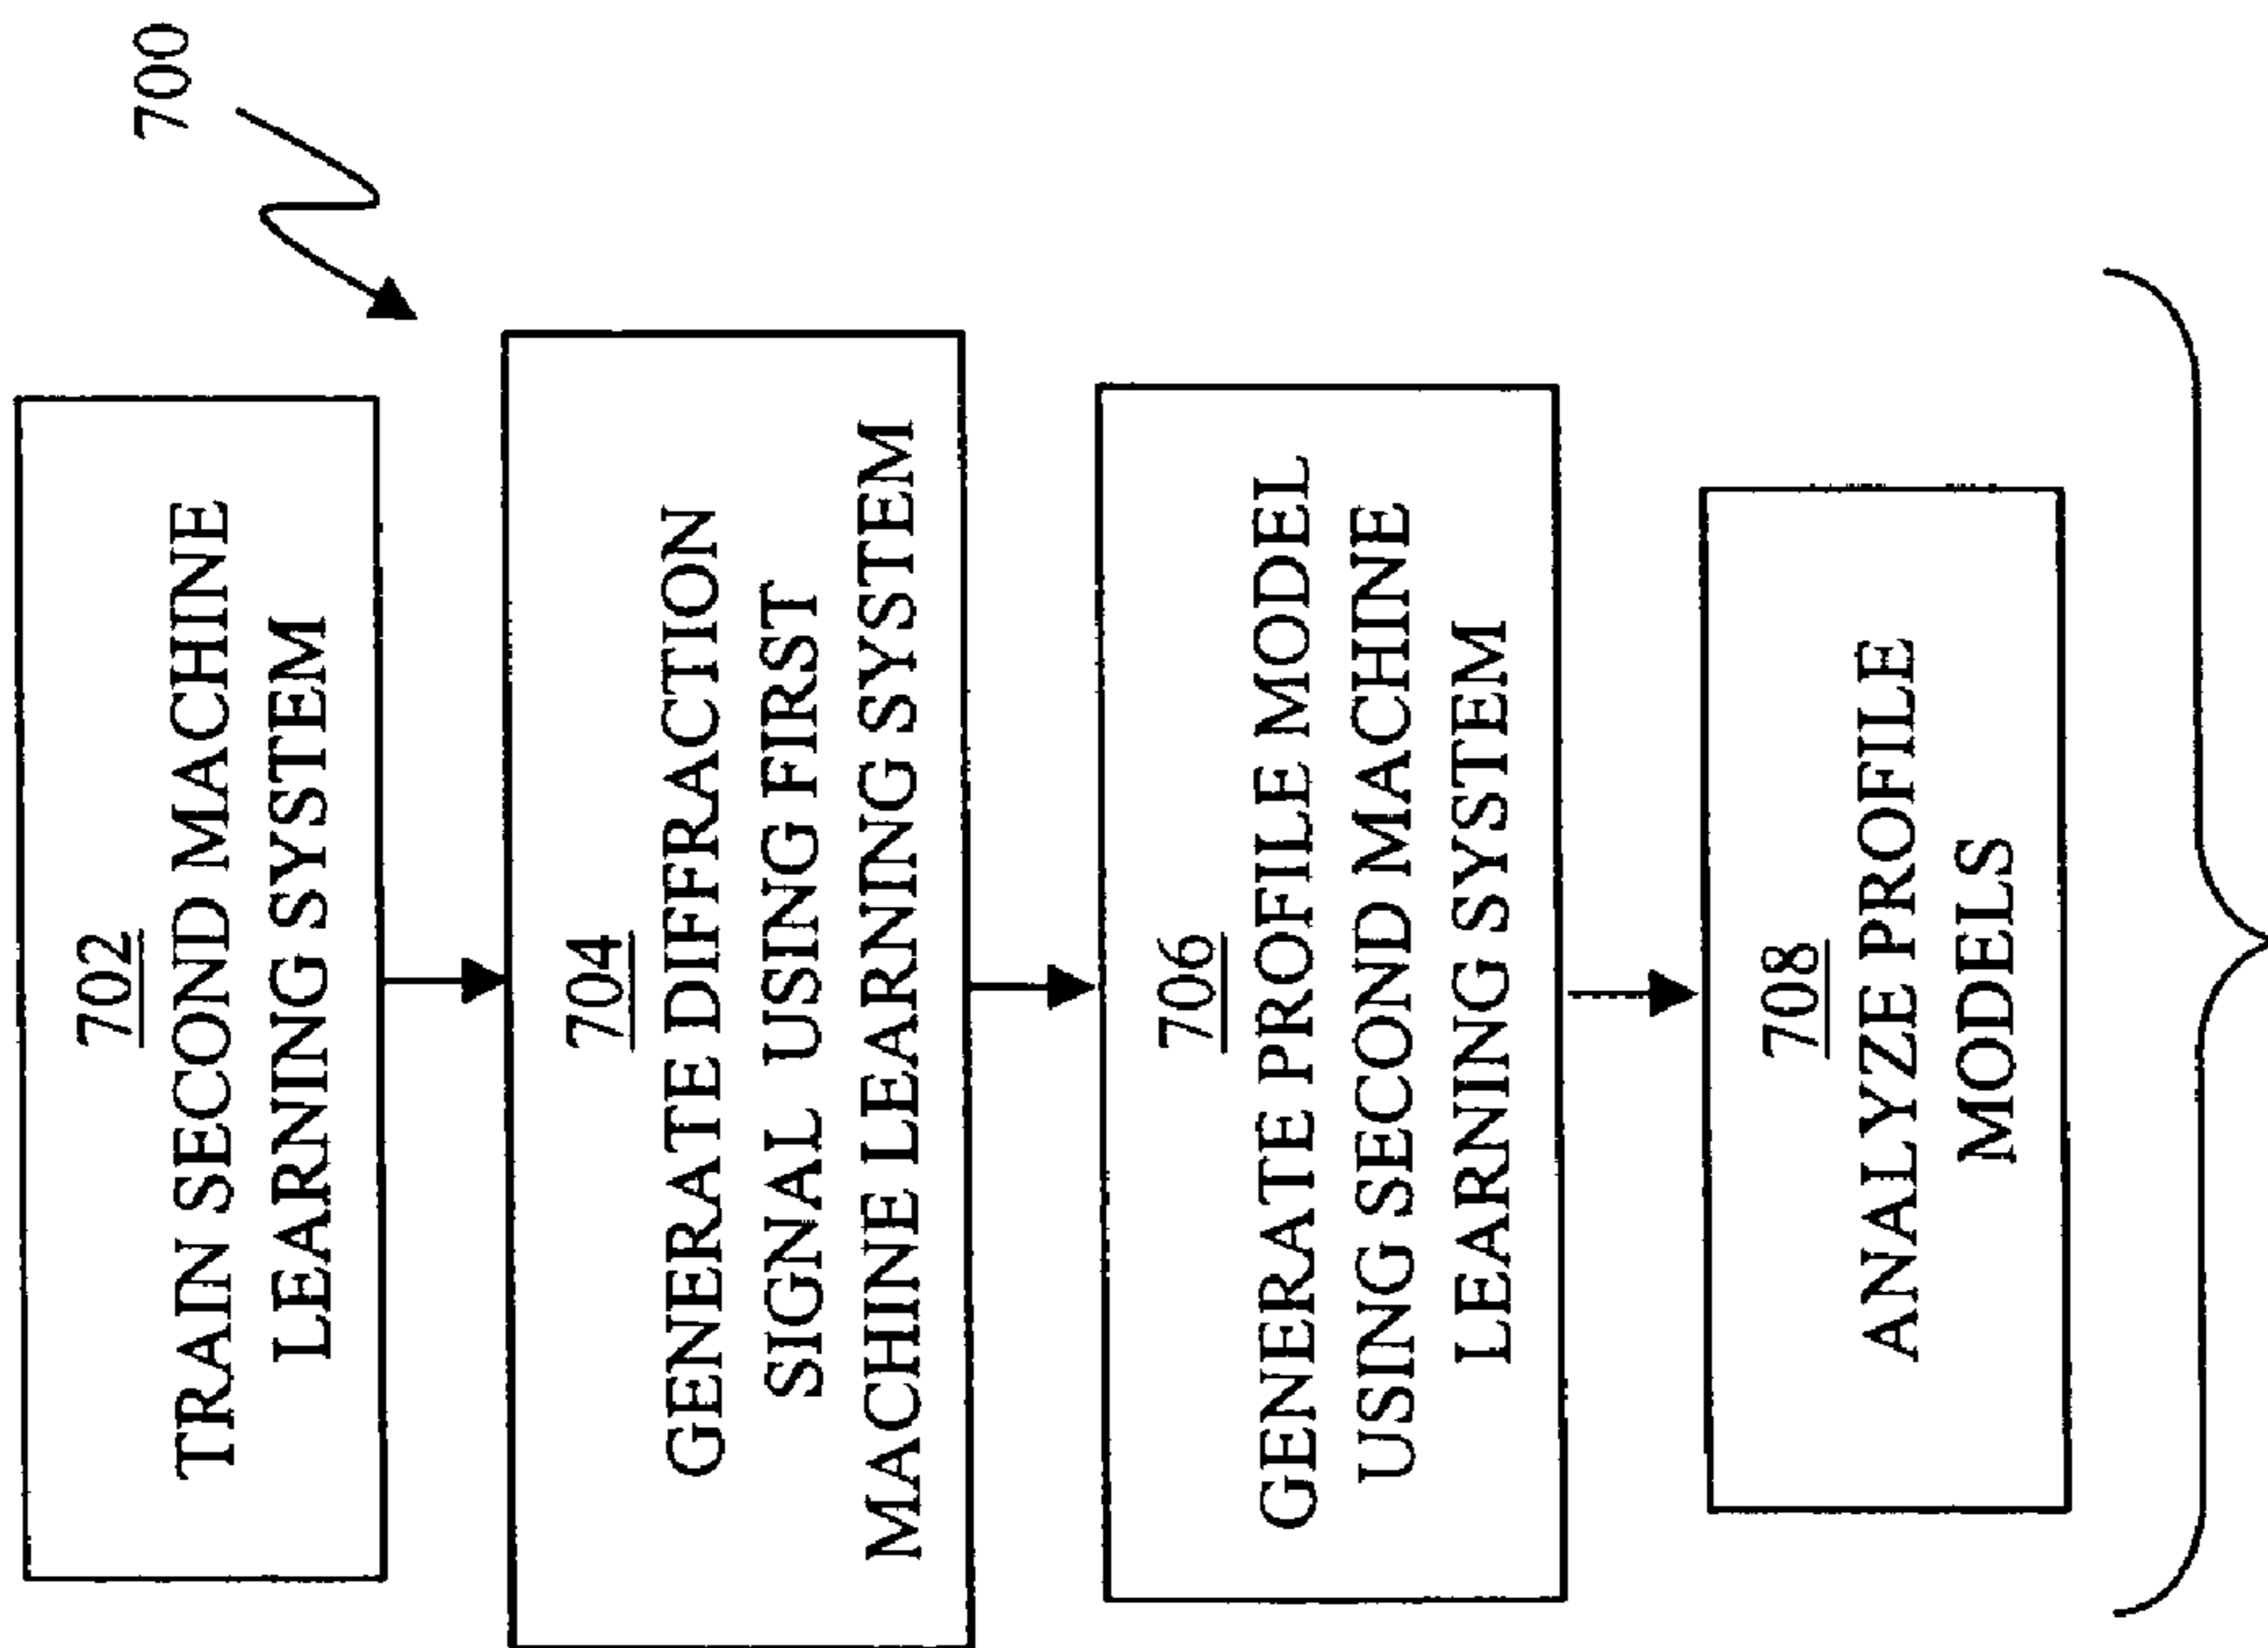 700
702
TRAIN SECOND MACHINE
LEARNING SYSTEM
704
GENERATE DIFFRACTION
SIGNAL USING FIRST
MACHINE LEARNING SYSTEM
706
GENERATE PROFILE MODEL
USING SECOND MACHINE
LEARNING SYSTEM
708
ANALYZE PROFILE
MODELS